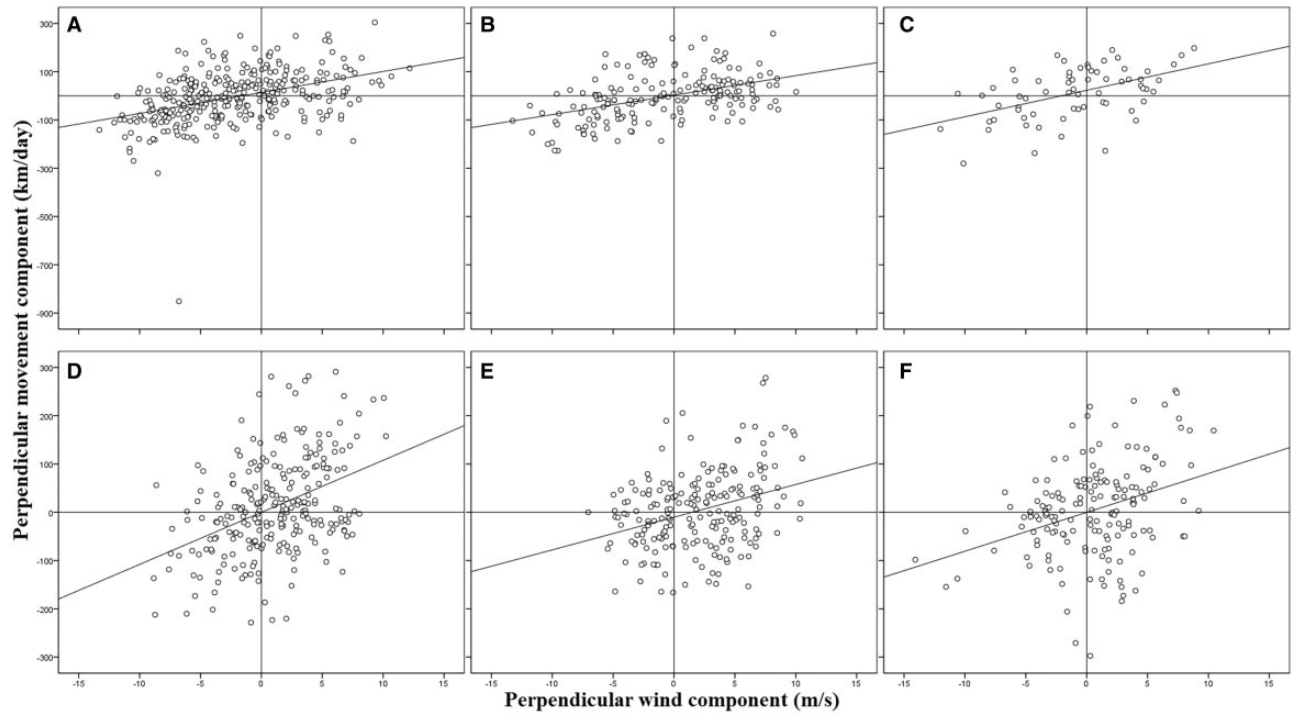 A B C
300
100
-100
-300
-500
-700
-900
-15 -10 -5 0 5 10 15 -15 -10 -5 0 5 10 15 -15 -10 -5 0 5 10 15
D E F
300
200
100
0
-100
-200
-300
Perpendicular movement component (km/day)
Perpendicular wind component (m/s)